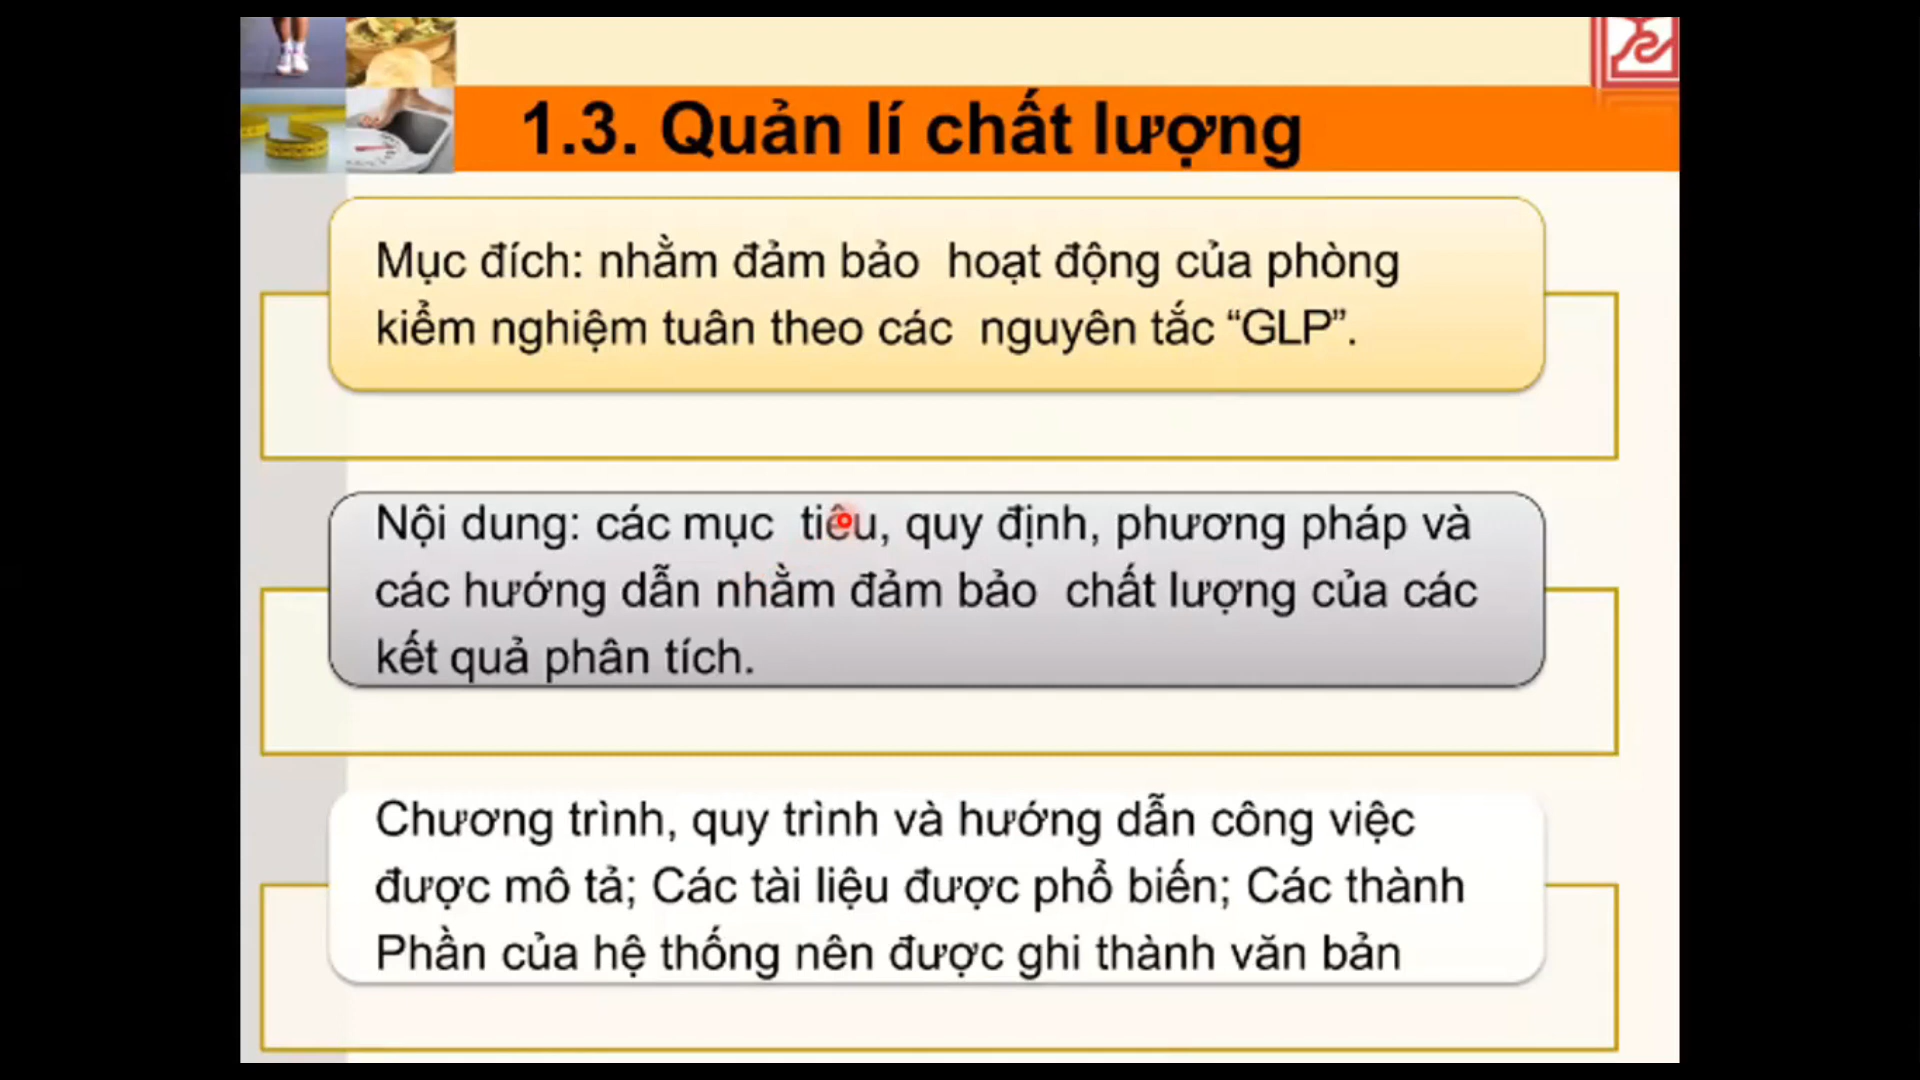 1.3. Quản lí chất lượng
Mục đích: nhằm đảm bảo hoạt động của phòng
kiểm nghiệm tuân theo các nguyên tắc “GLP”.
Nội dung: các mục tiêu, quy định, phương pháp và
các hướng dẫn nhằm đảm bảo chất lượng của các
kết quả phân tích.
Chương trình, quy trình và hướng dẫn công việc
được mô tả; Các tài liệu được phổ biến; Các thành
Phần của hệ thống nên được ghi thành văn bản